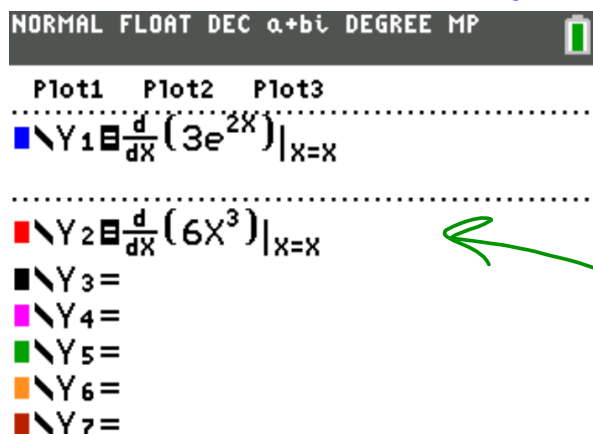 NORMAL FLOAT DEC a+bi DEGREE MP
Plot1 Plot2 Plot3
\Y1=d/dX(3e^2X)|X=X
\Y2=d/dX(6X^3)|X=X
\Y3=
\Y4=
\Y5=
\Y6=
\Y7=